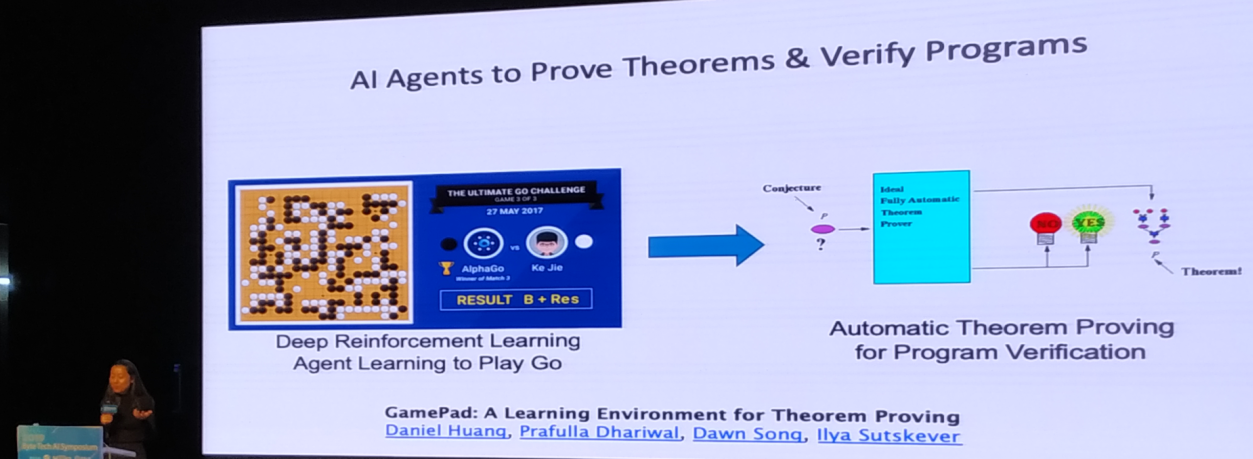 AI Agents to Prove Theorems & Verify Programs
THE ULTIMATE GO CHALLENGE
GAME 3 OF 3
27 MAY 2017
vs
AlphaGo
Winner of Match 3
Ke Jie
RESULT B + Res
Deep Reinforcement Learning
Agent Learning to Play Go
Conjecture
P
?
Ideal
Fully Automatic
Theorem
Prover
NO
YES
P
Theorem!
Automatic Theorem Proving
for Program Verification
GamePad: A Learning Environment for Theorem Proving
Daniel Huang, Prafulla Dhariwal, Dawn Song, Ilya Sutskever
Tech AI Symposium